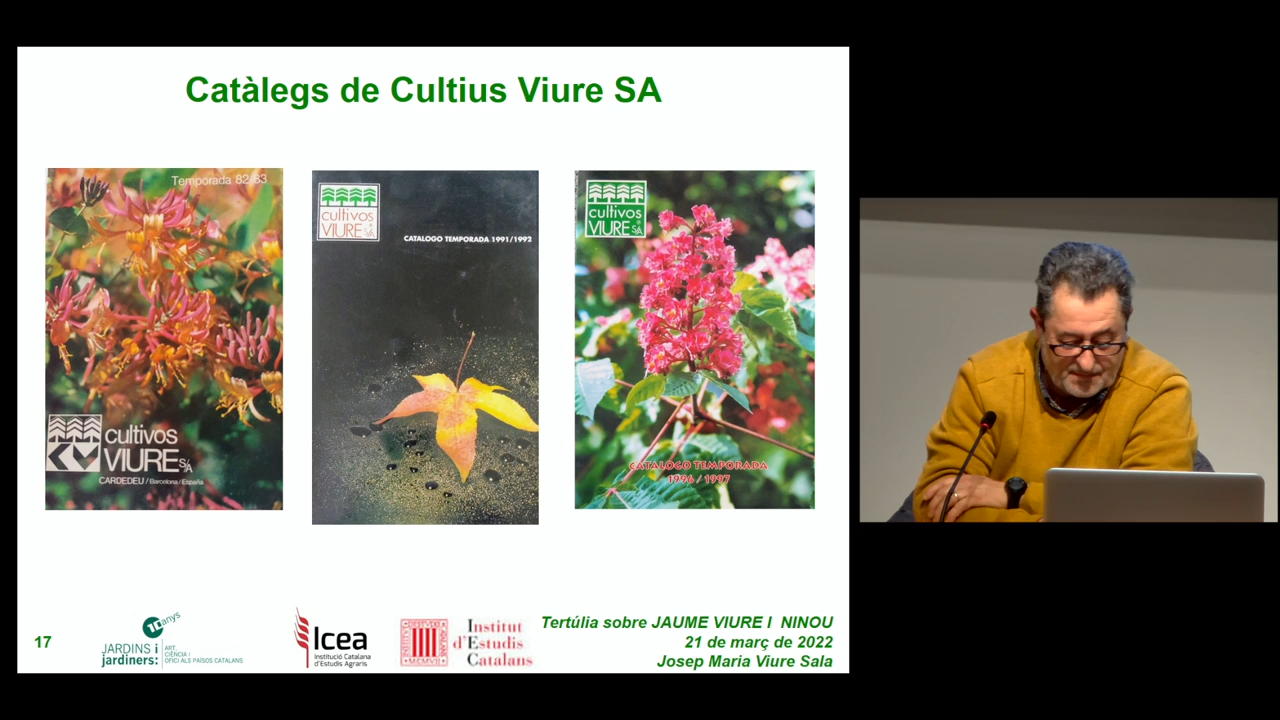 Catàlegs de Cultius Viure SA
Temporada 82/83
cultivos
VIURE SA
CARDEDEU / Barcelona / España
cultivos
VIURE SA
CATALOGO TEMPORADA 1991/1992
cultivos
VIURE SA
CATALOGO TEMPORADA
1996 / 1997
17
10 anys
JARDINS i
jardiners:
ART,
CIÈNCIA I
OFICI ALS PAÏSOS CATALANS
Icea
Institució Catalana
d'Estudis Agraris
Institut
d'Estudis
Catalans
Tertúlia sobre JAUME VIURE I NINOU
21 de març de 2022
Josep Maria Viure Sala